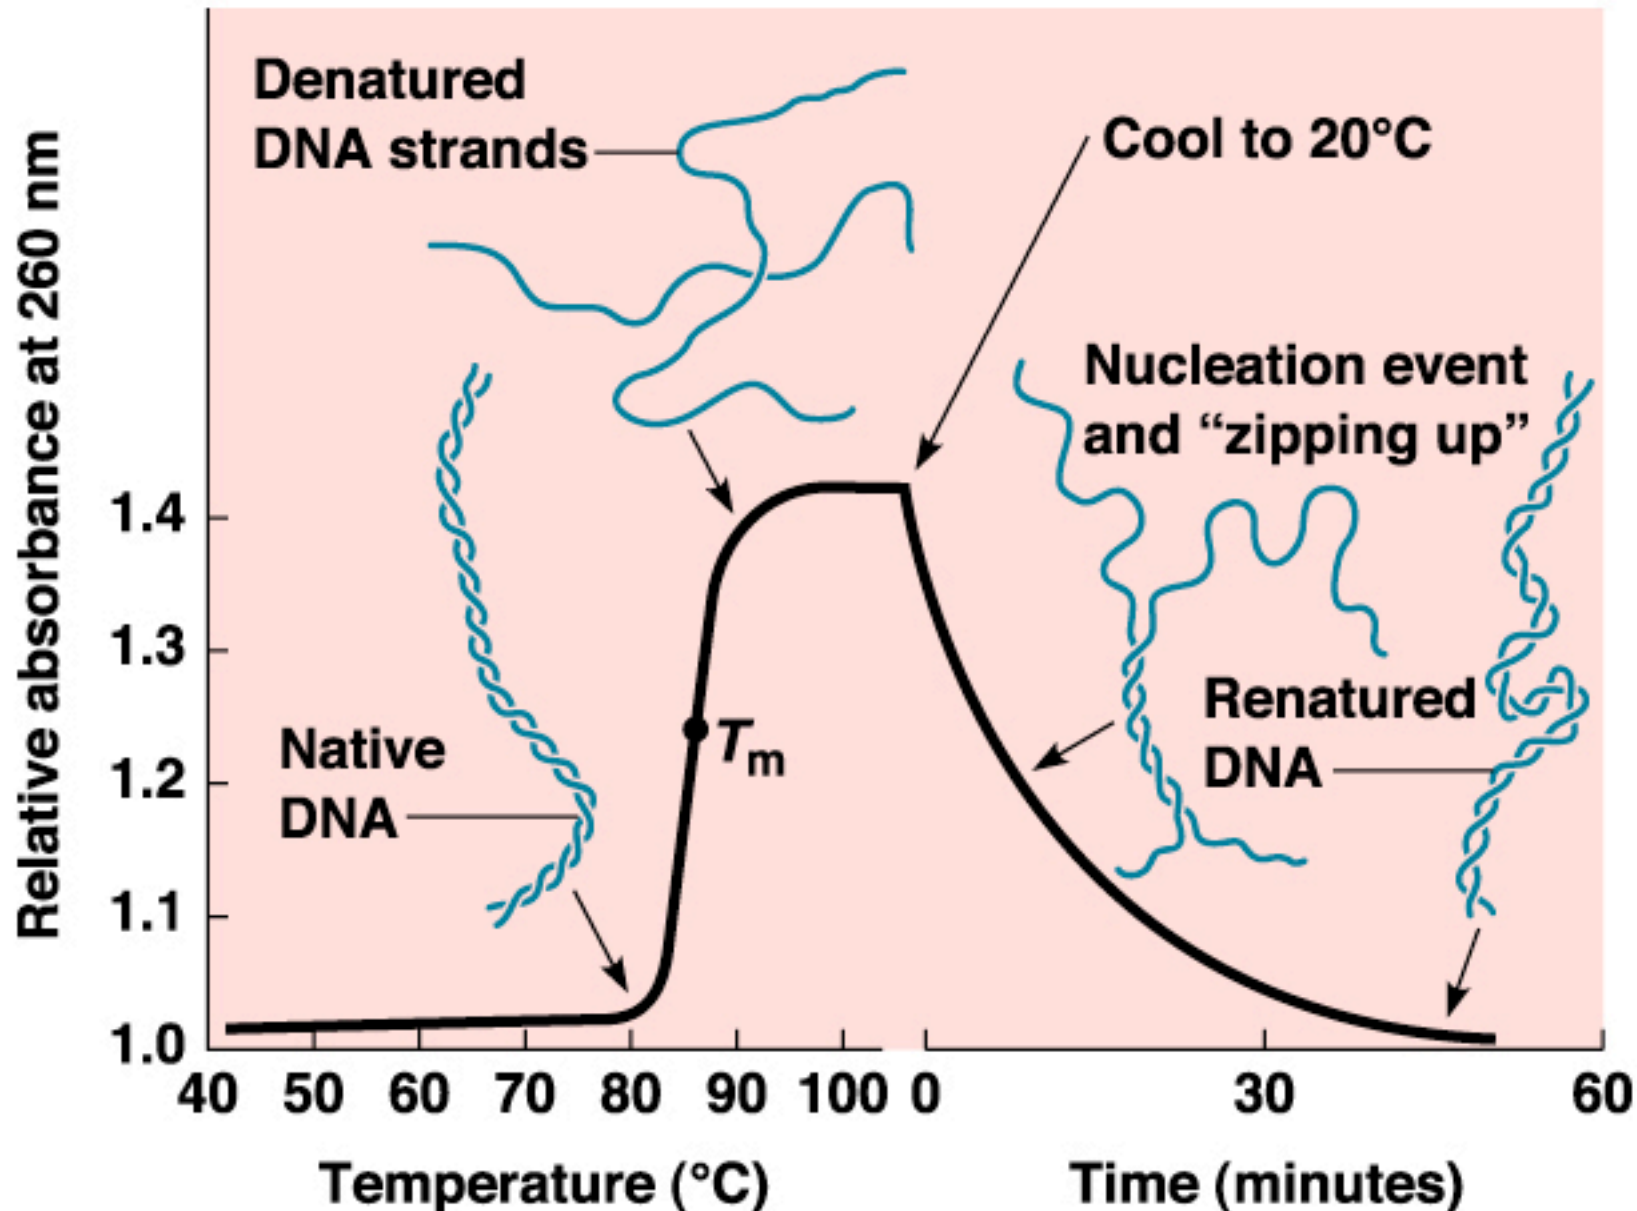 Denatured
DNA strands
Cool to 20°C
Nucleation event
and “zipping up”
Native
DNA
Tm
Renatured
DNA
Relative absorbance at 260 nm
1.4
1.3
1.2
1.1
1.0
40 50 60 70 80 90 100 0 30 60
Temperature (°C) Time (minutes)